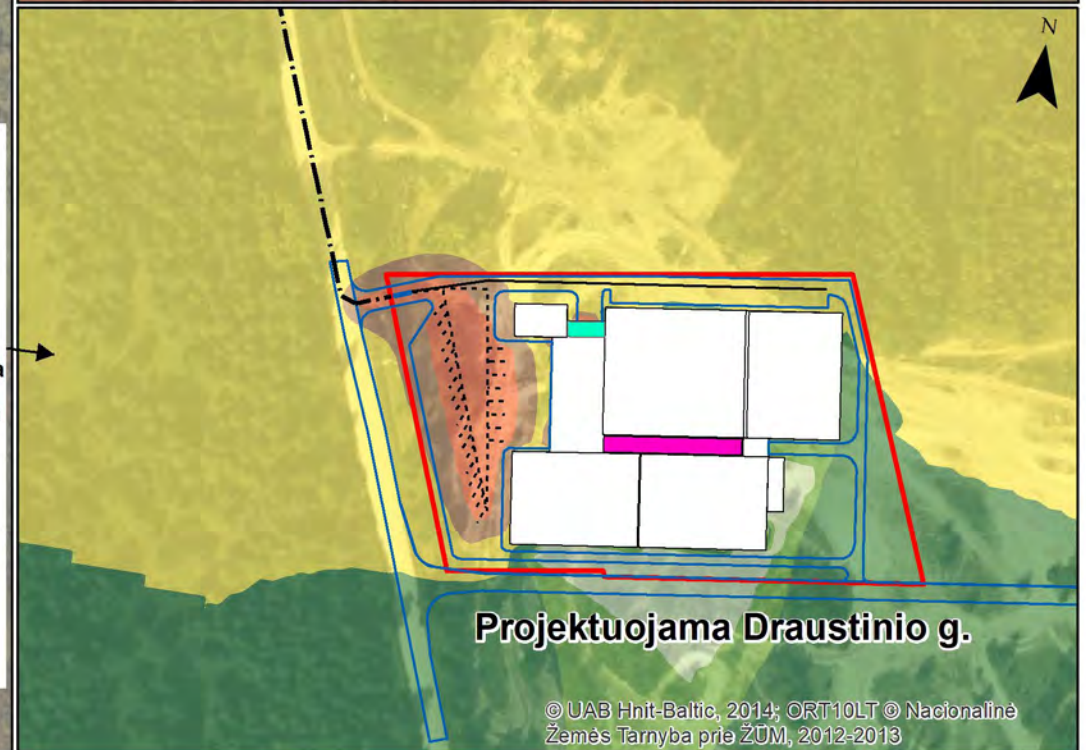 N
a
Projektuojama Draustinio g.
© UAB Hnit-Baltic, 2014; ORT10LT © Nacionalinė
Žemės Tarnyba prie ŽŪM, 2012-2013